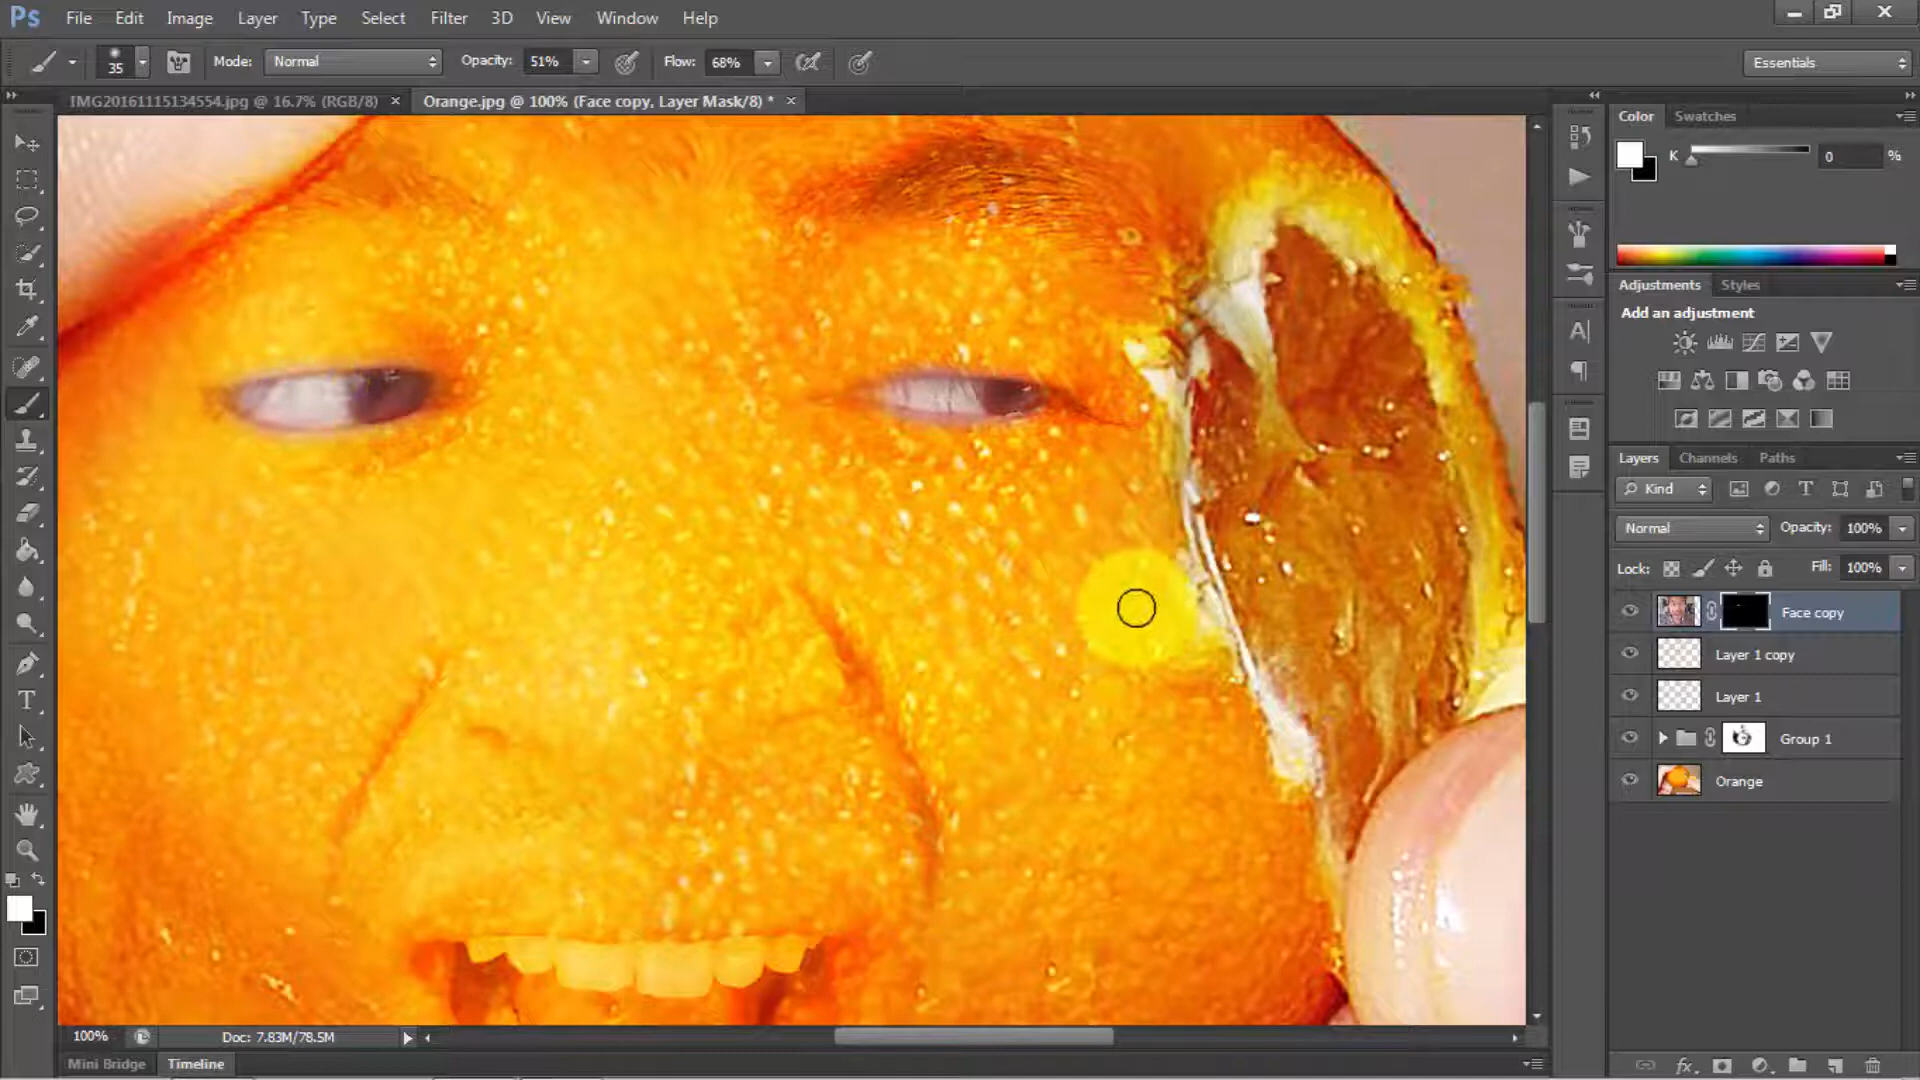 Ps File Edit Image Layer Type Select Filter 3D View Window Help
35 Mode: Normal Opacity: 51% Flow: 68% Essentials
IMG20161115134554.jpg @ 16.7% (RGB/8) × Orange.jpg @ 100% (Face copy, Layer Mask/8) * ×
Color Swatches
K 0 %
Adjustments Styles
Add an adjustment
Layers Channels Paths
Kind
Normal Opacity: 100%
Lock: Fill: 100%
Face copy
Layer 1 copy
Layer 1
Group 1
Orange
100% Doc: 7.83M/78.5M
Mini Bridge Timeline